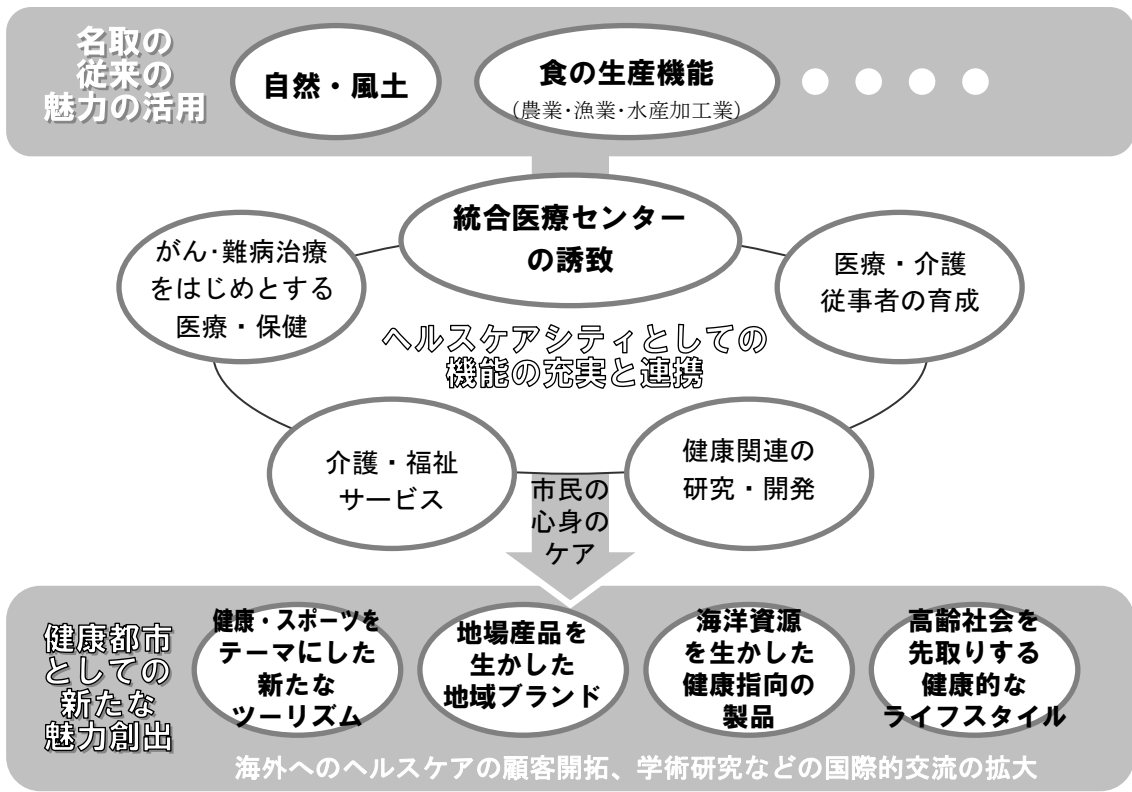 名取の
従来の
魅力の活用
自然・風土
食の生産機能
(農業・漁業・水産加工業)
統合医療センター
の誘致
がん・難病治療
をはじめとする
医療・保健
医療・介護
従事者の育成
ヘルスケアシティとしての
機能の充実と連携
介護・福祉
サービス
健康関連の
研究・開発
市民の
心身の
ケア
健康都市
としての
新たな
魅力創出
健康・スポーツを
テーマにした
新たな
ツーリズム
地場産品を
生かした
地域ブランド
海洋資源
を生かした
健康指向の
製品
高齢社会を
先取りする
健康的な
ライフスタイル
海外へのヘルスケアの顧客開拓、学術研究などの国際的交流の拡大